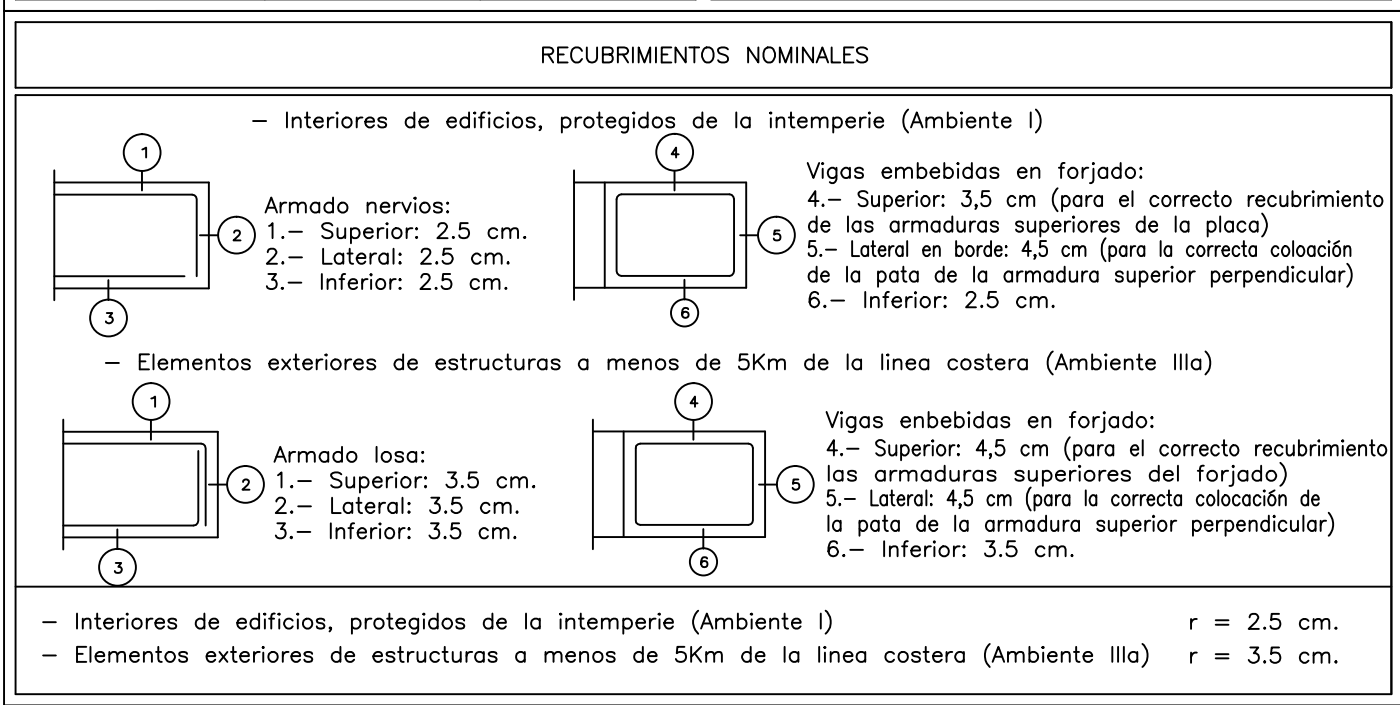 RECUBRIMIENTOS NOMINALES
– Interiores de edificios, protegidos de la intemperie (Ambiente I)
1
2
3
Armado nervios:
1.– Superior: 2.5 cm.
2.– Lateral: 2.5 cm.
3.– Inferior: 2.5 cm.
4
5
6
Vigas embebidas en forjado:
4.– Superior: 3,5 cm (para el correcto recubrimiento
de las armaduras superiores de la placa)
5.– Lateral en borde: 4,5 cm (para la correcta coloación
de la pata de la armadura superior perpendicular)
6.– Inferior: 2.5 cm.
– Elementos exteriores de estructuras a menos de 5Km de la linea costera (Ambiente IIIa)
1
2
3
Armado losa:
1.– Superior: 3.5 cm.
2.– Lateral: 3.5 cm.
3.– Inferior: 3.5 cm.
4
5
6
Vigas enbebidas en forjado:
4.– Superior: 4,5 cm (para el correcto recubrimiento
las armaduras superiores del forjado)
5.– Lateral: 4,5 cm (para la correcta colocación de
la pata de la armadura superior perpendicular)
6.– Inferior: 3.5 cm.
– Interiores de edificios, protegidos de la intemperie (Ambiente I) r = 2.5 cm.
– Elementos exteriores de estructuras a menos de 5Km de la linea costera (Ambiente IIIa) r = 3.5 cm.